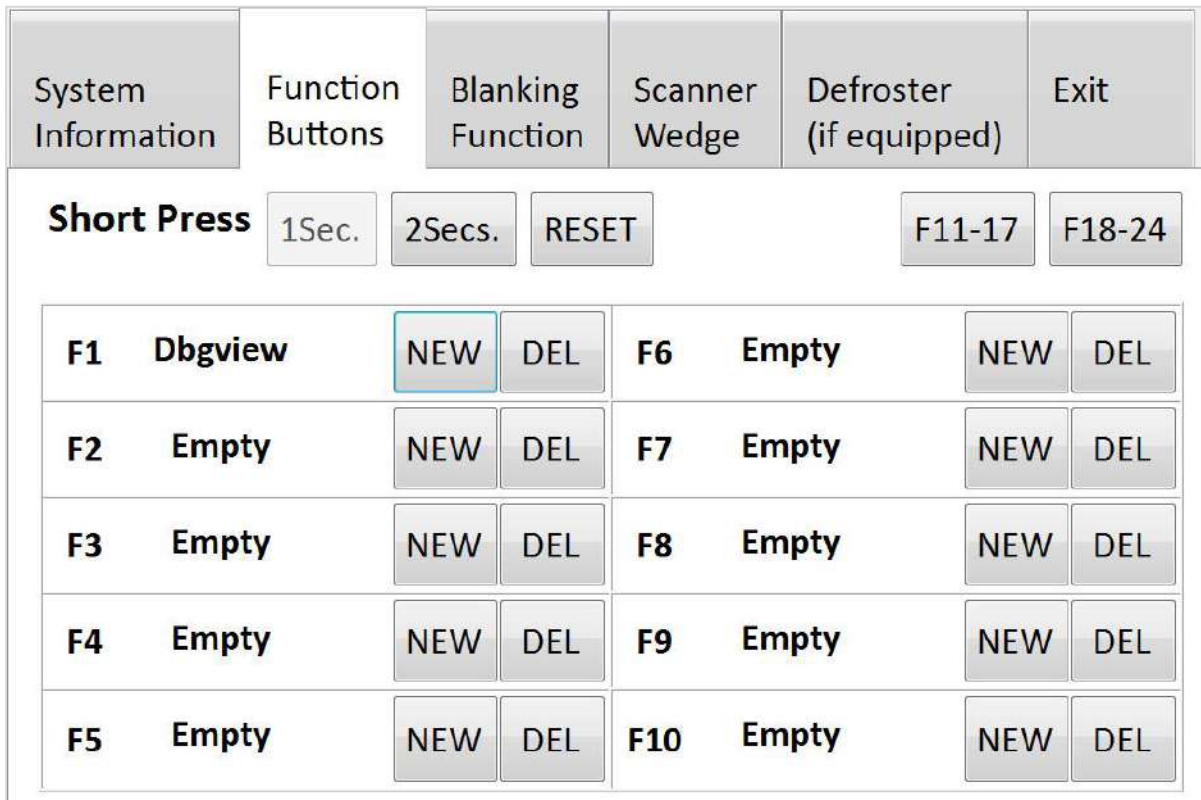 System Information
Function Buttons
Blanking Function
Scanner Wedge
Defroster (if equipped)
Exit
Short Press 1Sec. 2Secs. RESET F11-17 F18-24
F1 Dbgview NEW DEL F6 Empty NEW DEL
F2 Empty NEW DEL F7 Empty NEW DEL
F3 Empty NEW DEL F8 Empty NEW DEL
F4 Empty NEW DEL F9 Empty NEW DEL
F5 Empty NEW DEL F10 Empty NEW DEL